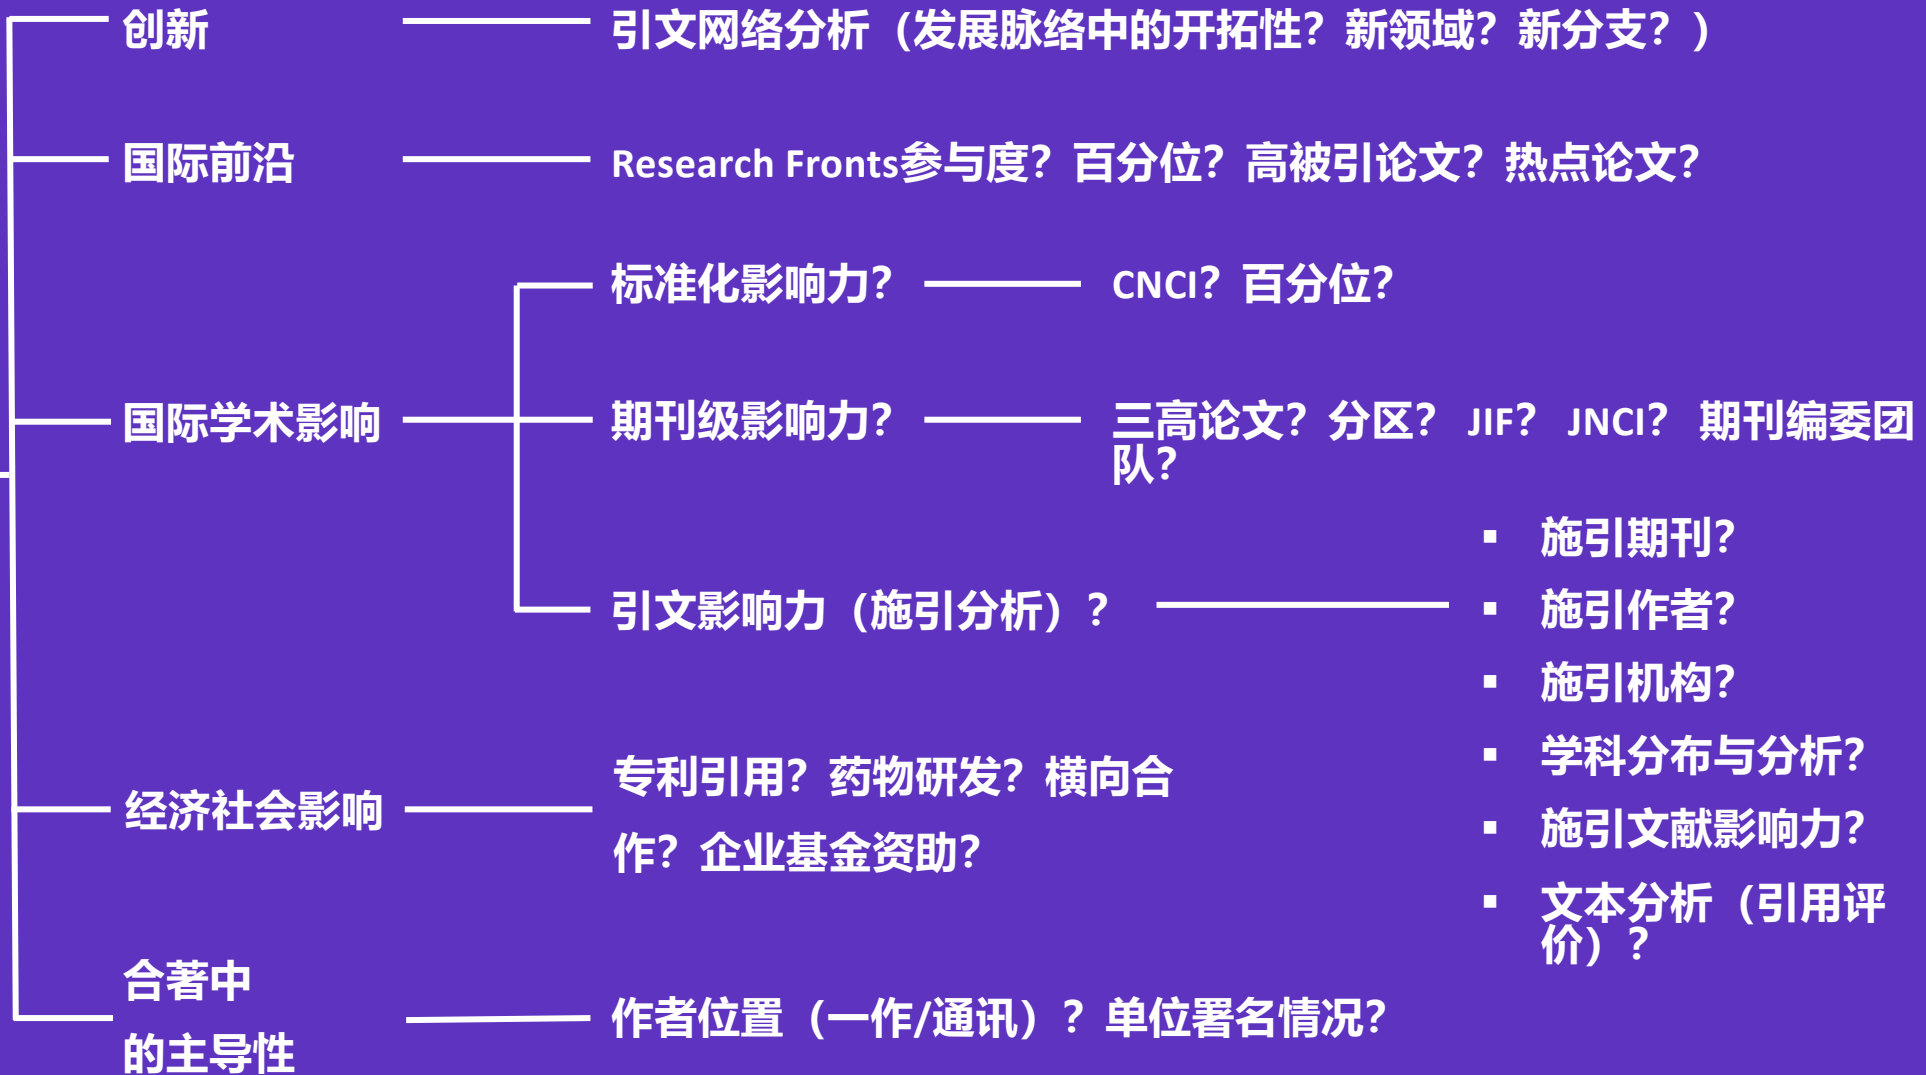 创新
引文网络分析（发展脉络中的开拓性？新领域？新分支？）
国际前沿
Research Fronts参与度？百分位？高被引论文？热点论文？
国际学术影响
标准化影响力？
CNCI？百分位？
期刊级影响力？
三高论文？分区？ JIF？ JNCI？ 期刊编委团
队？
引文影响力（施引分析）？
▪ 施引期刊？
▪ 施引作者？
▪ 施引机构？
▪ 学科分布与分析？
▪ 施引文献影响力？
▪ 文本分析（引用评
价）？
经济社会影响
专利引用？药物研发？横向合
作？企业基金资助？
合著中
的主导性
作者位置（一作/通讯）？单位署名情况？